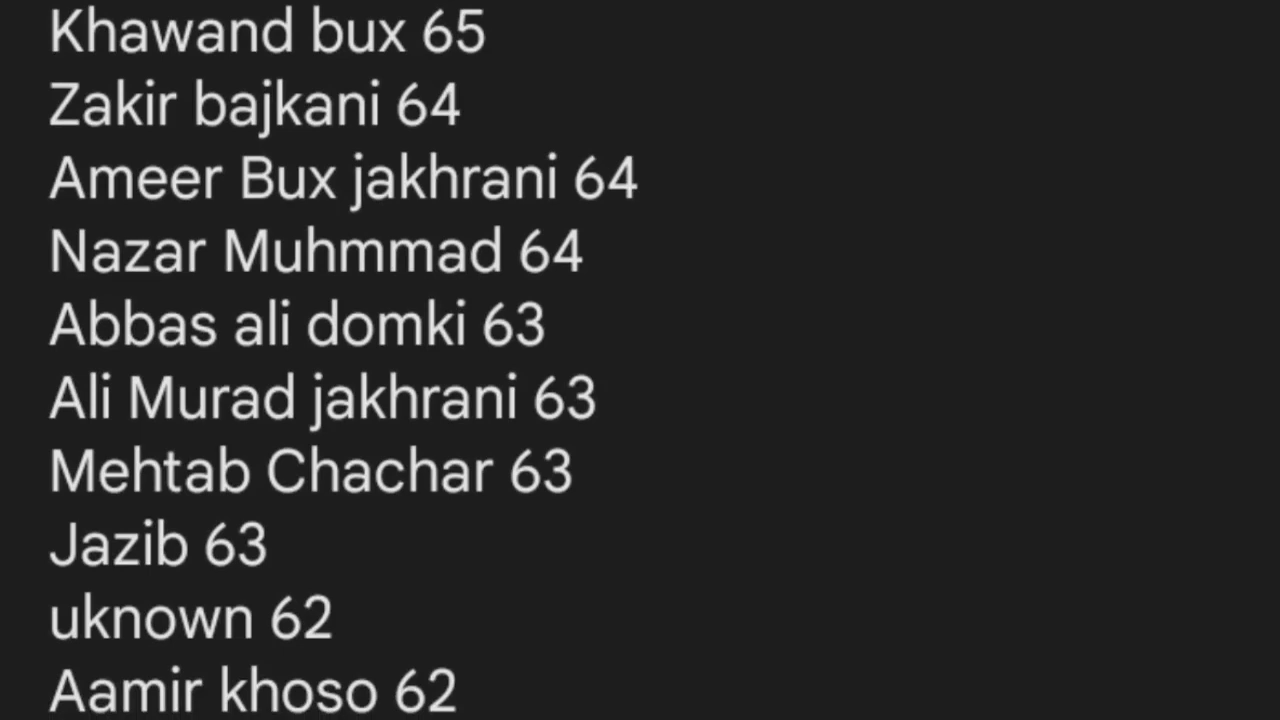 Khawand bux 65
Zakir bajkani 64
Ameer Bux jakhrani 64
Nazar Muhmmad 64
Abbas ali domki 63
Ali Murad jakhrani 63
Mehtab Chachar 63
Jazib 63
uknown 62
Aamir khoso 62